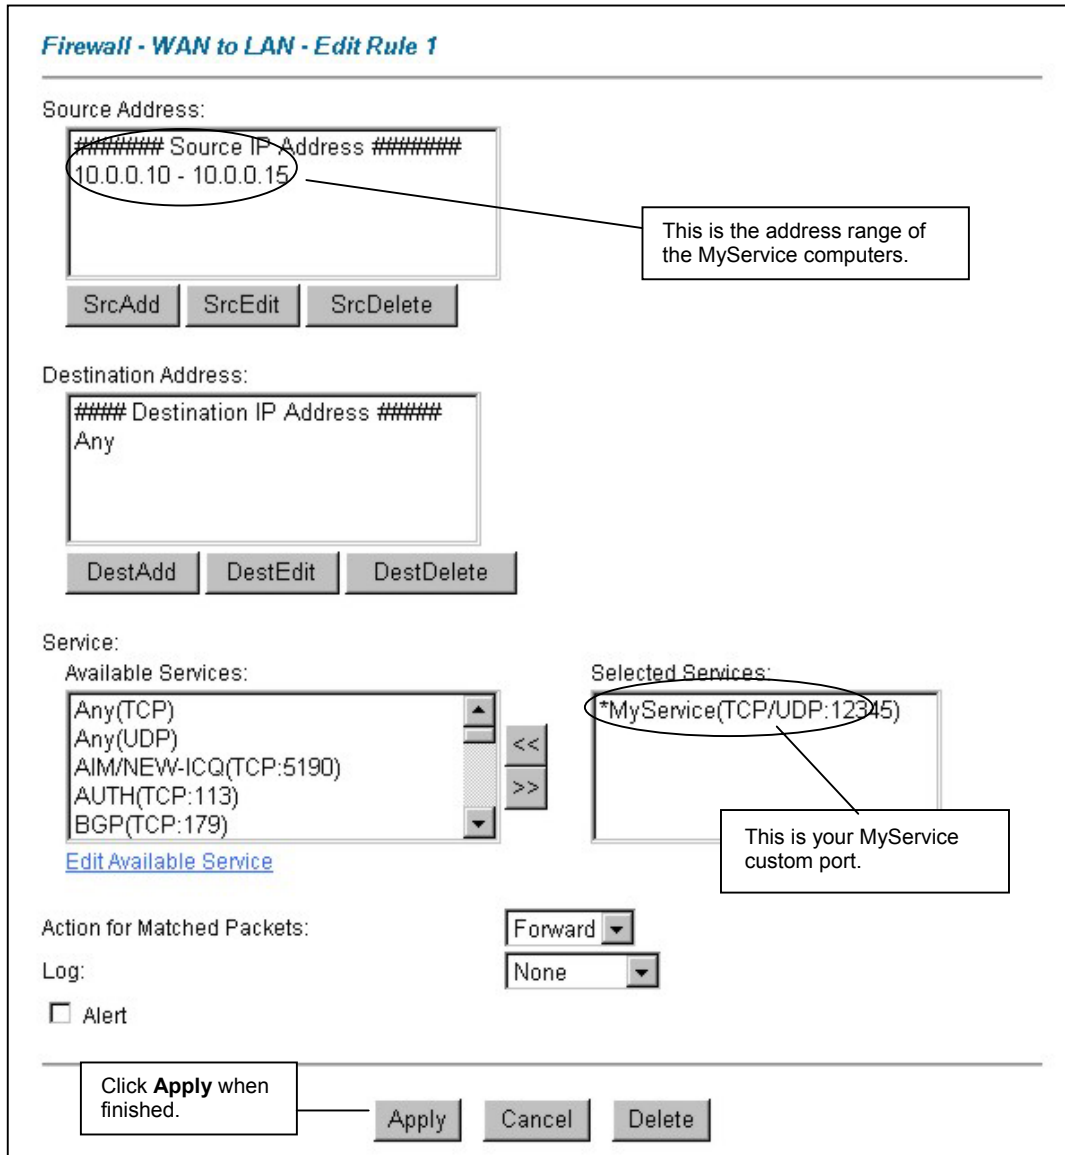 Firewall - WAN to LAN - Edit Rule 1
Source Address:
####### Source IP Address #######
10.0.0.10 - 10.0.0.15
This is the address range of
the MyService computers.
SrcAdd SrcEdit SrcDelete
Destination Address:
#### Destination IP Address #####
Any
DestAdd DestEdit DestDelete
Service:
Available Services: Selected Services:
Any(TCP)
Any(UDP)
AIM/NEW-ICQ(TCP:5190)
AUTH(TCP:113)
BGP(TCP:179)
<<
>>
*MyService(TCP/UDP:12345)
This is your MyService
custom port.
Edit Available Service
Action for Matched Packets: Forward
Log: None
Alert
Click Apply when
finished.
Apply Cancel Delete